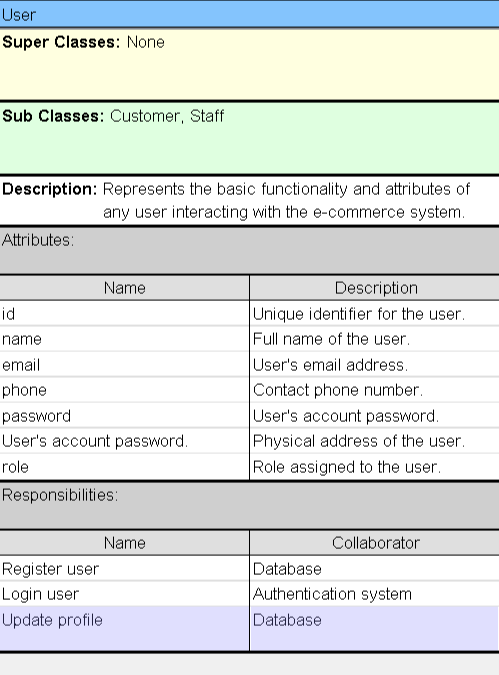 User
Super Classes: None
Sub Classes: Customer, Staff
Description: Represents the basic functionality and attributes of
any user interacting with the e-commerce system.
Attributes:
Name Description
id Unique identifier for the user.
name Full name of the user.
email User's email address.
phone Contact phone number.
password User's account password.
User's account password. Physical address of the user.
role Role assigned to the user.
Responsibilities:
Name Collaborator
Register user Database
Login user Authentication system
Update profile Database